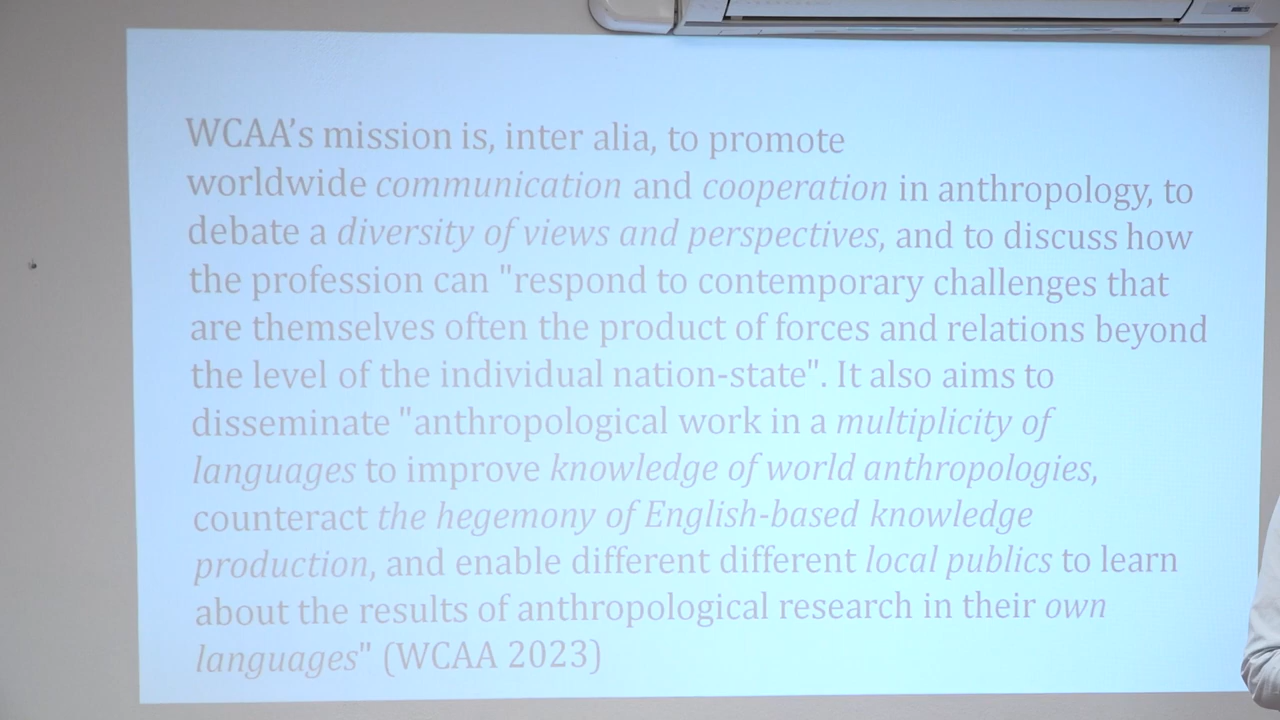 WCAA’s mission is, inter alia, to promote
worldwide communication and cooperation in anthropology, to
debate a diversity of views and perspectives, and to discuss how
the profession can "respond to contemporary challenges that
are themselves often the product of forces and relations beyond
the level of the individual nation-state". It also aims to
disseminate "anthropological work in a multiplicity of
languages to improve knowledge of world anthropologies,
counteract the hegemony of English-based knowledge
production, and enable different different local publics to learn
about the results of anthropological research in their own
languages" (WCAA 2023)